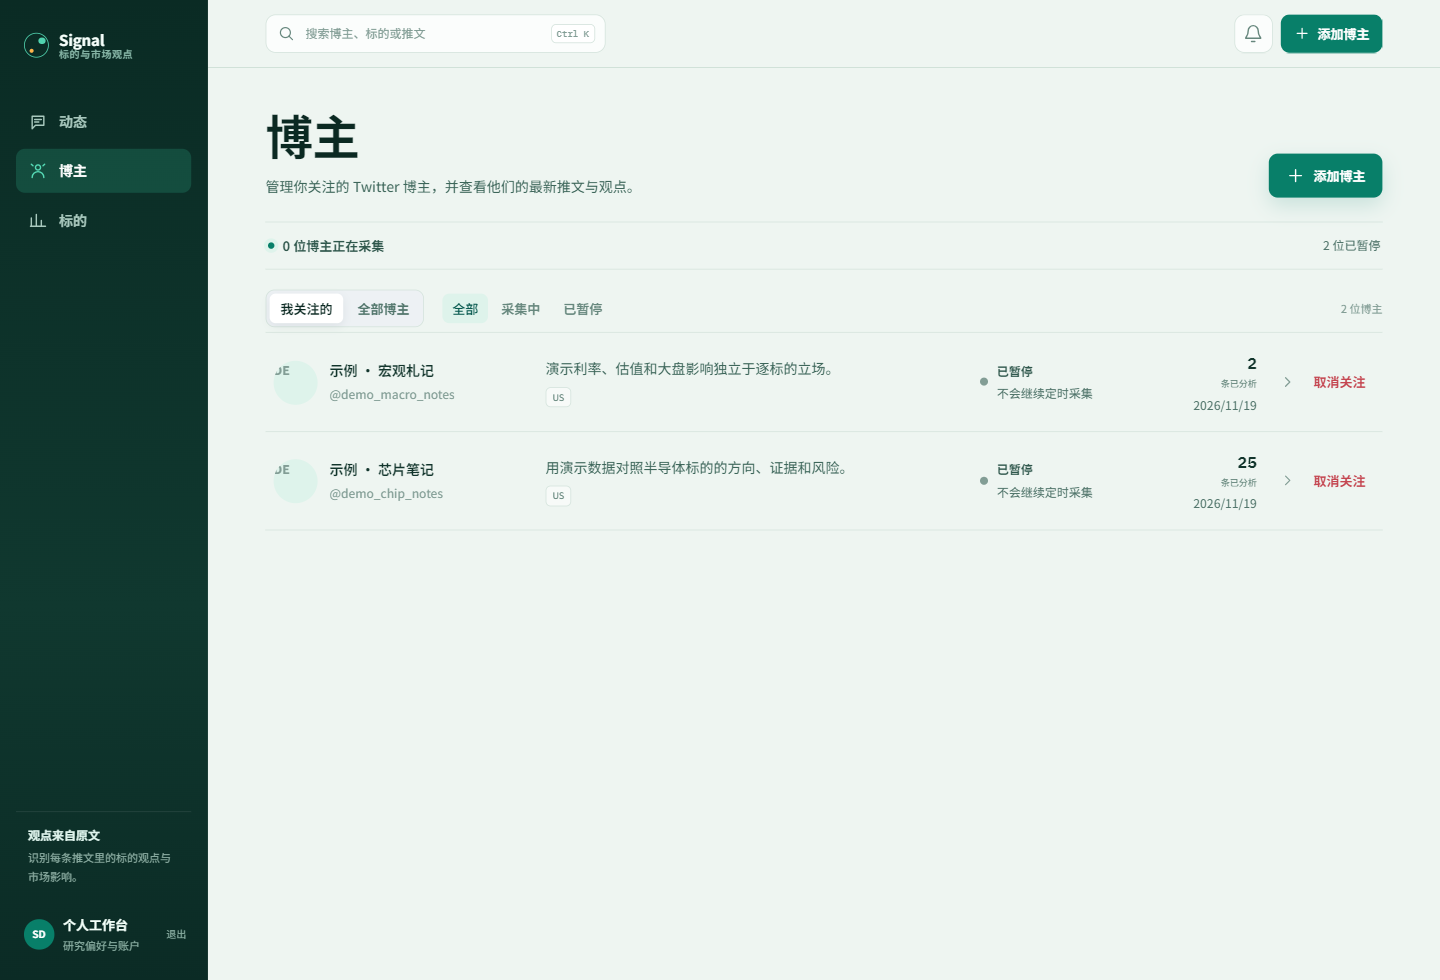 Signal
标的与市场观点
搜索博主、标的或推文
Ctrl K
添加博主
动态
博主
标的
博主
管理你关注的 Twitter 博主，并查看他们的最新推文与观点。
添加博主
0 位博主正在采集
2 位已暂停
我关注的
全部博主
全部
采集中
已暂停
2 位博主
示例 · 宏观札记
@demo_macro_notes
演示利率、估值和大盘影响独立于逐标的立场。
US
已暂停
不会继续定时采集
2
条已分析
2026/11/19
取消关注
示例 · 芯片笔记
@demo_chip_notes
用演示数据对照半导体标的的方向、证据和风险。
US
已暂停
不会继续定时采集
25
条已分析
2026/11/19
取消关注
观点来自原文
识别每条推文里的标的观点与
市场影响。
SD
个人工作台
研究偏好与账户
退出